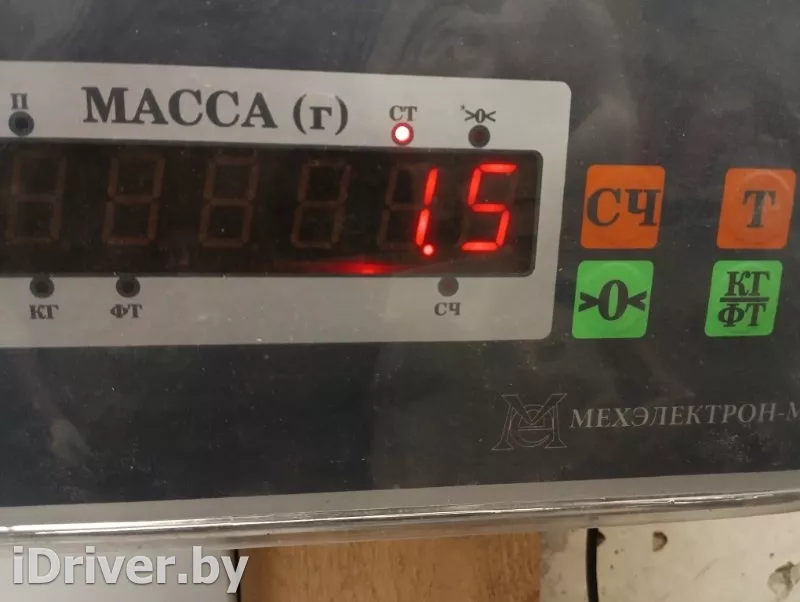 П МАССА (г) СТ *>0<
1.5
КГ ФТ СЧ
СЧ Т
>0< КГ/ФТ
МЕХЭЛЕКТРОН-М
iDriver.by